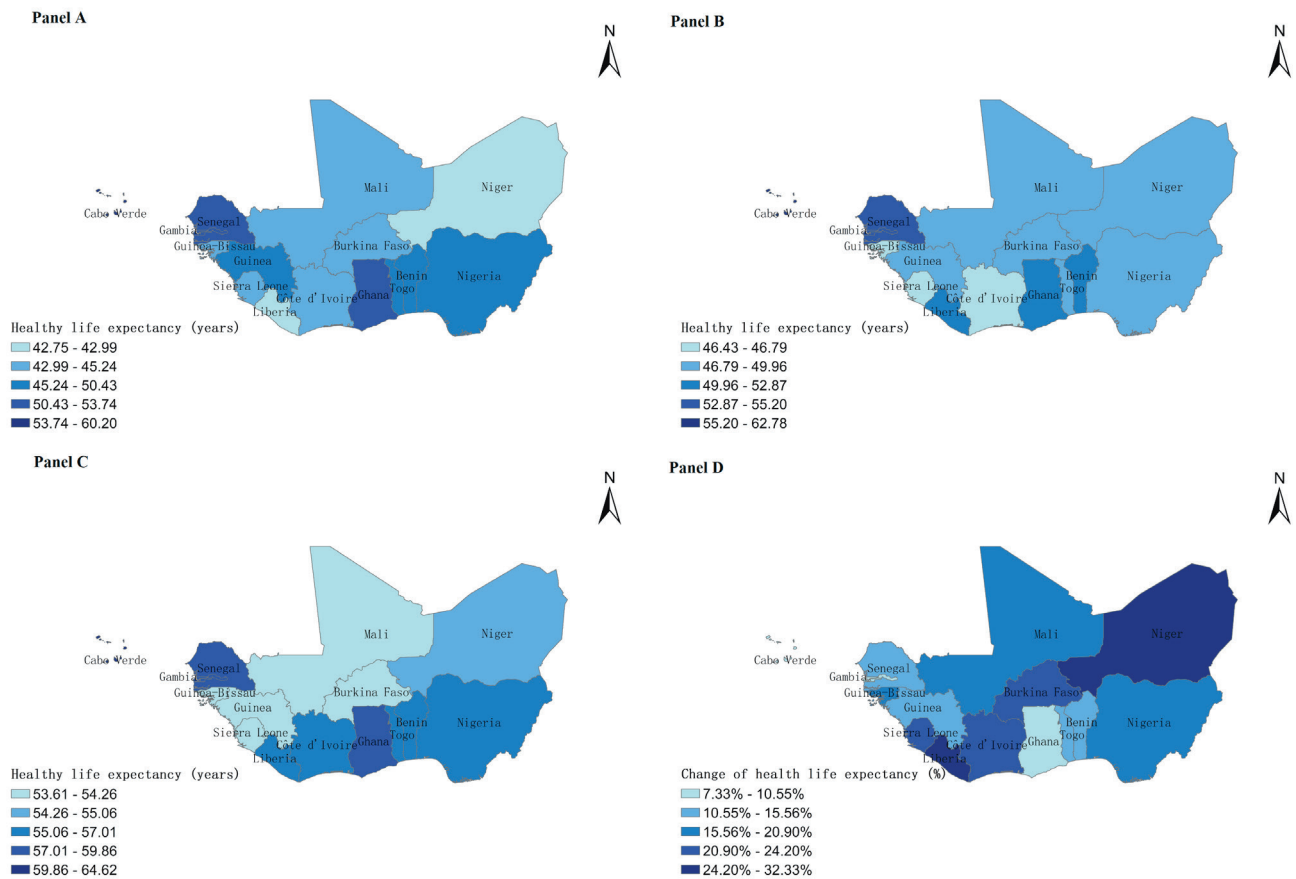 Panel A
N
Mali
Niger
Cabo Verde
Senegal
Gambia
Guinea-Bissau
Burkina Faso
Guinea
Benin
Nigeria
Sierra Leone
Côte d'Ivoire
Ghana
Togo
Liberia
Healthy life expectancy (years)
42.75 - 42.99
42.99 - 45.24
45.24 - 50.43
50.43 - 53.74
53.74 - 60.20
Panel B
N
Mali
Niger
Cabo Verde
Senegal
Gambia
Guinea-Bissau
Burkina Faso
Guinea
Benin
Nigeria
Sierra Leone
Côte d'Ivoire
Ghana
Togo
Liberia
Healthy life expectancy (years)
46.43 - 46.79
46.79 - 49.96
49.96 - 52.87
52.87 - 55.20
55.20 - 62.78
Panel C
N
Mali
Niger
Cabo Verde
Senegal
Gambia
Guinea-Bissau
Burkina Faso
Guinea
Benin
Nigeria
Sierra Leone
Côte d'Ivoire
Ghana
Togo
Liberia
Healthy life expectancy (years)
53.61 - 54.26
54.26 - 55.06
55.06 - 57.01
57.01 - 59.86
59.86 - 64.62
Panel D
N
Mali
Niger
Cabo Verde
Senegal
Gambia
Guinea-Bissau
Burkina Faso
Guinea
Benin
Nigeria
Sierra Leone
Côte d'Ivoire
Ghana
Togo
Liberia
Change of health life expectancy (%)
7.33% - 10.55%
10.55% - 15.56%
15.56% - 20.90%
20.90% - 24.20%
24.20% - 32.33%